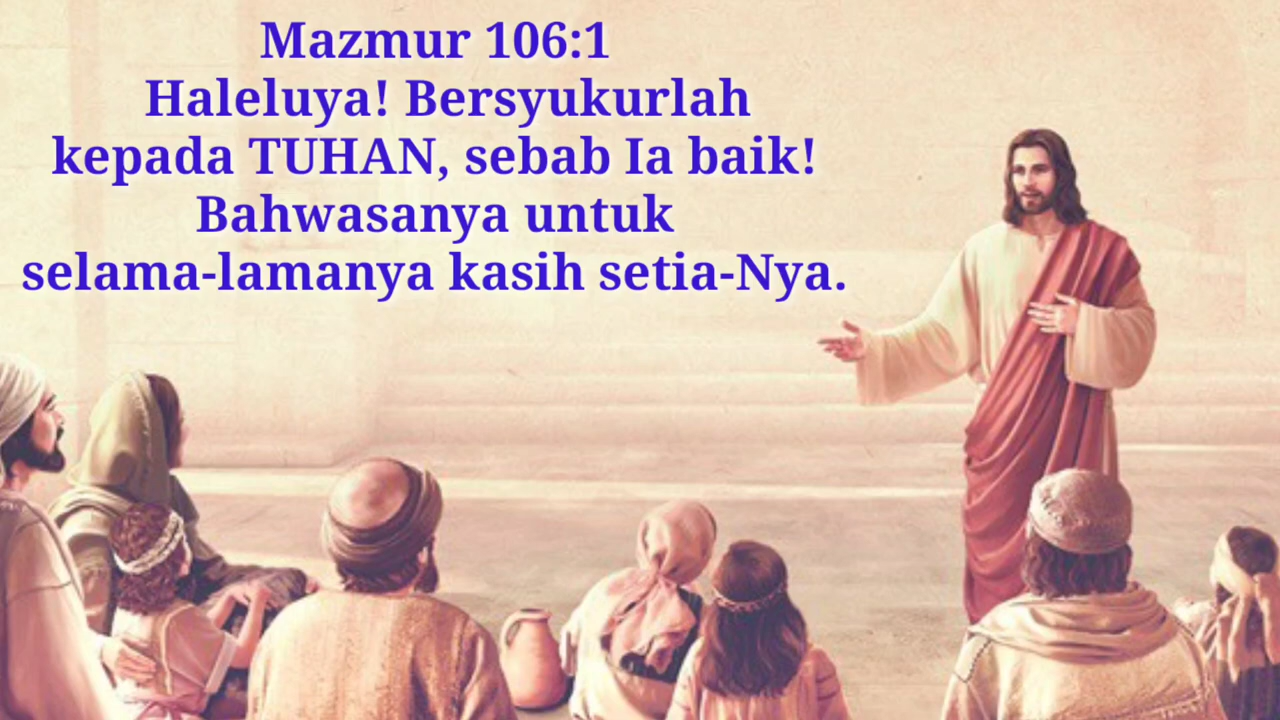 Mazmur 106:1
Haleluya! Bersyukurlah
kepada TUHAN, sebab Ia baik!
Bahwasanya untuk
selama-lamanya kasih setia-Nya.